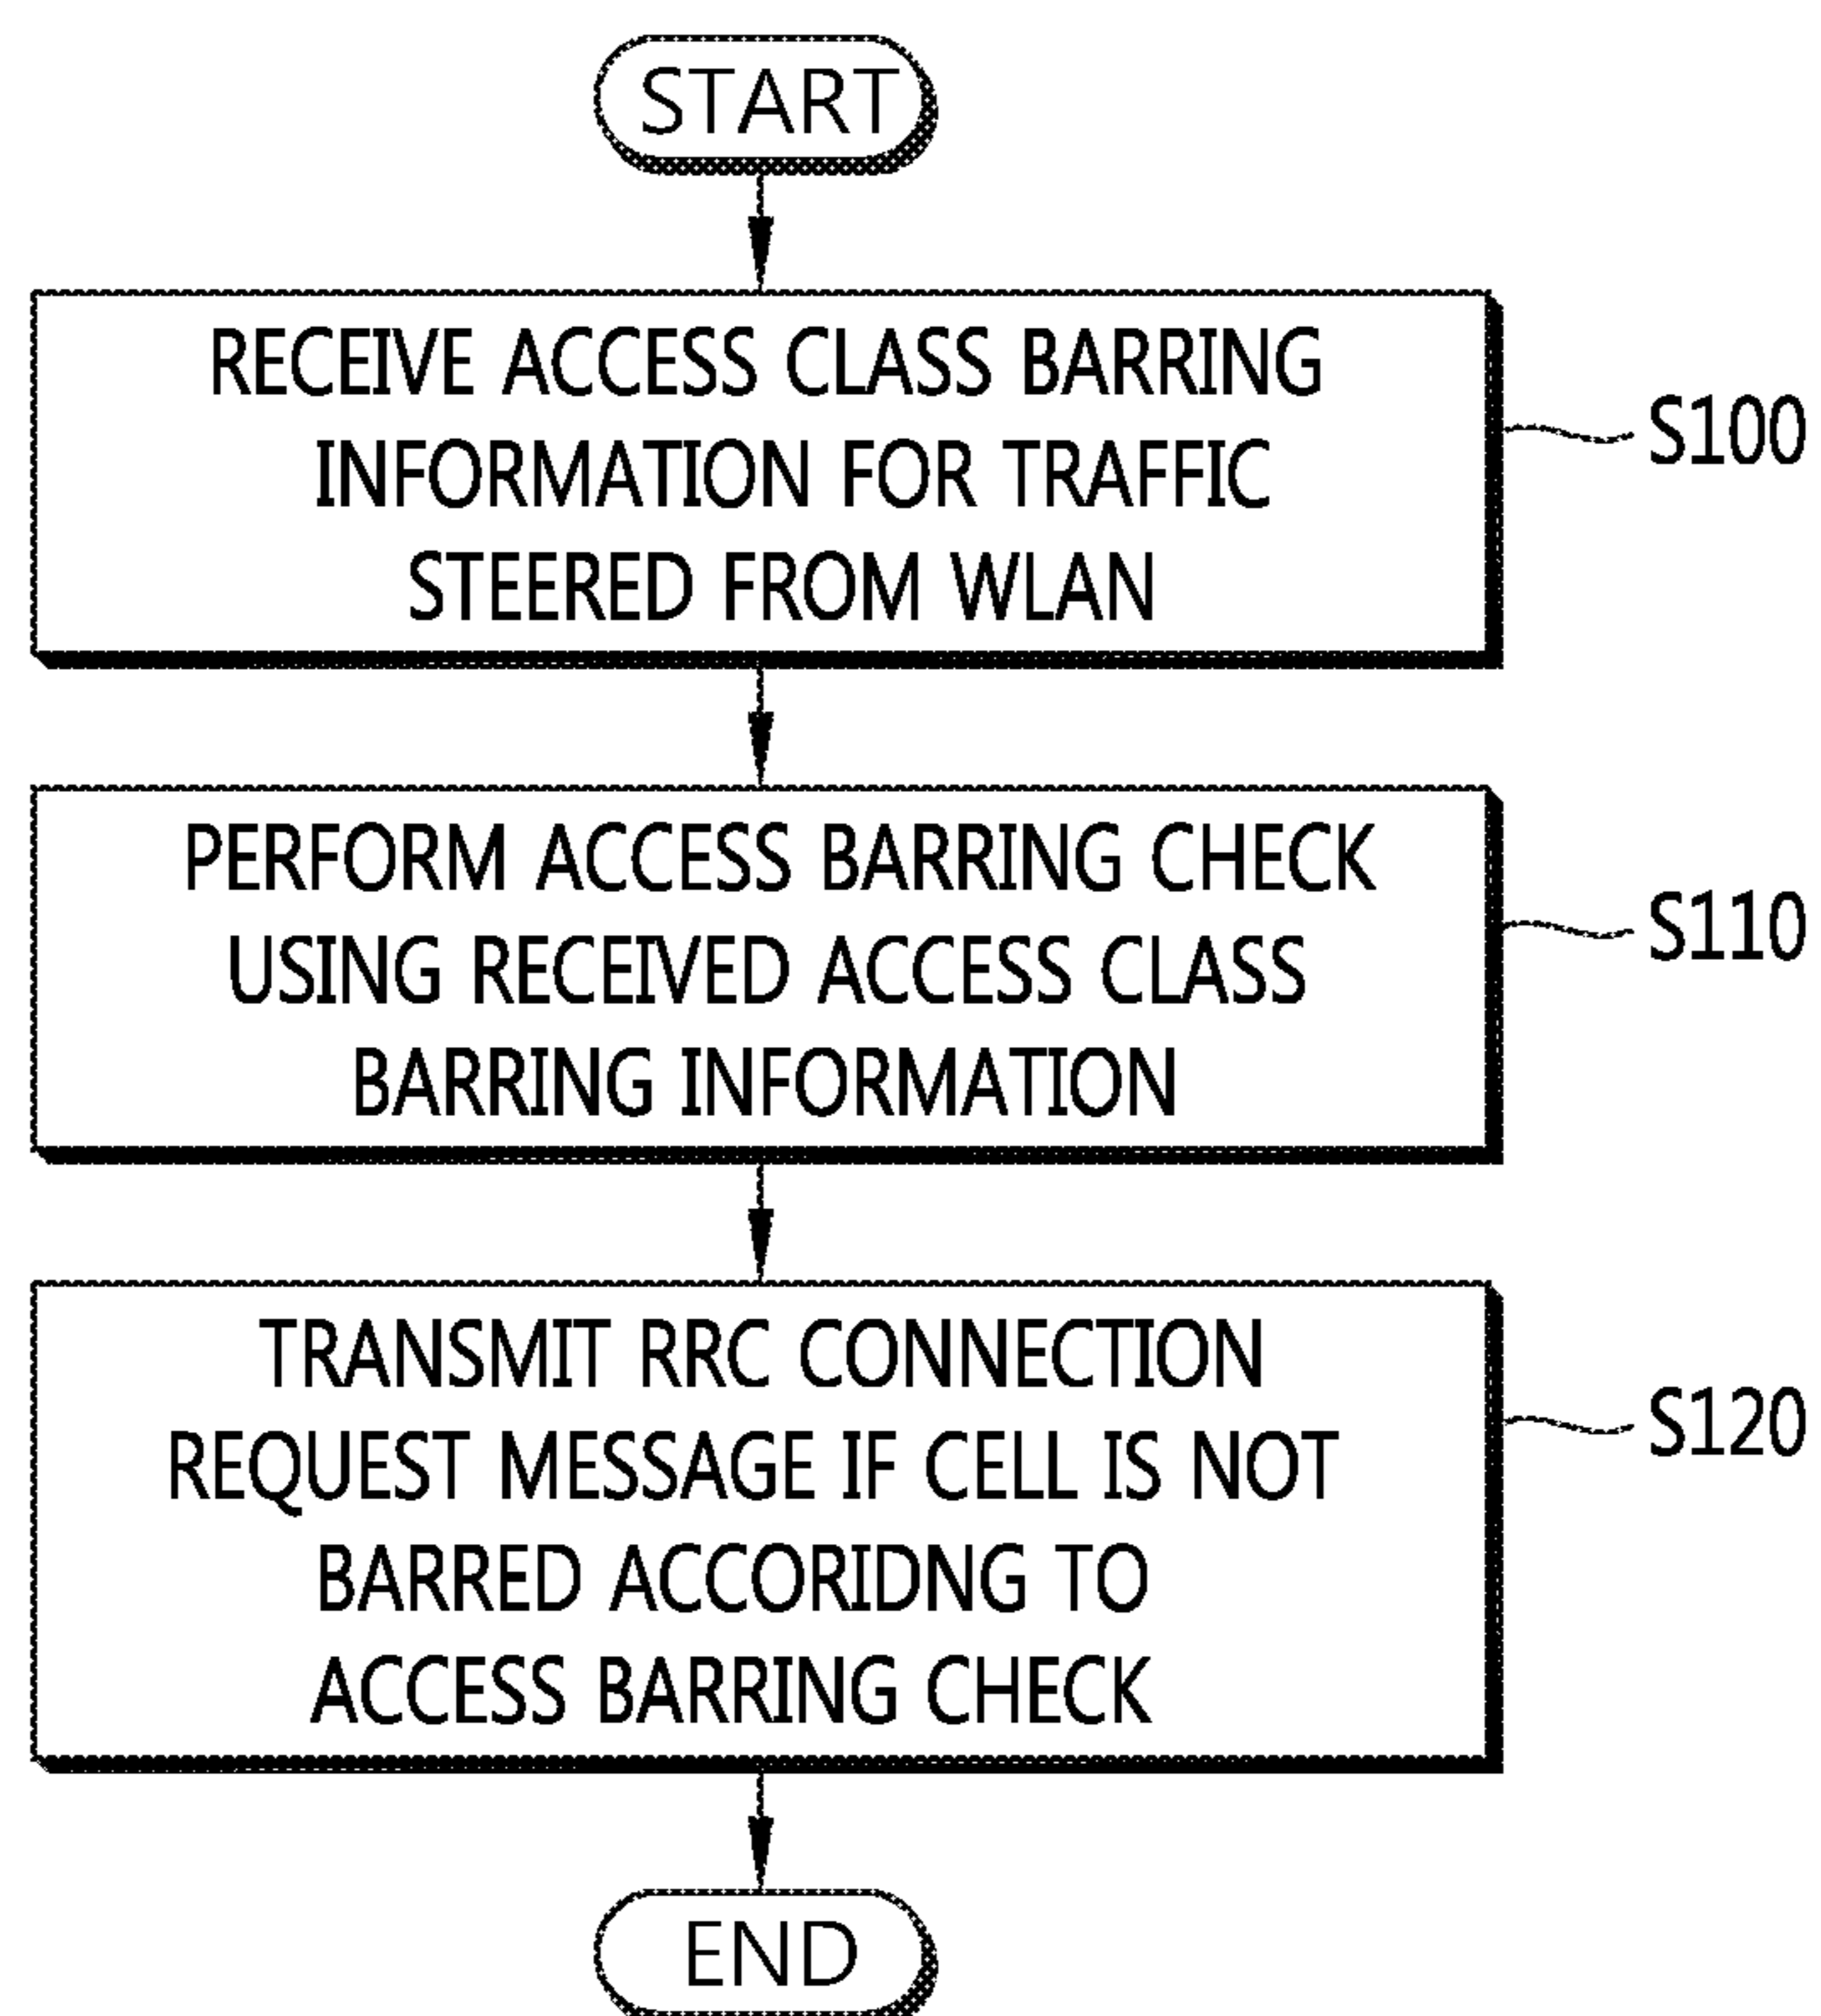 START
RECEIVE ACCESS CLASS BARRING
INFORMATION FOR TRAFFIC
STEERED FROM WLAN
S100
PERFORM ACCESS BARRING CHECK
USING RECEIVED ACCESS CLASS
BARRING INFORMATION
S110
TRANSMIT RRC CONNECTION
REQUEST MESSAGE IF CELL IS NOT
BARRED ACCORIDNG TO
ACCESS BARRING CHECK
S120
END